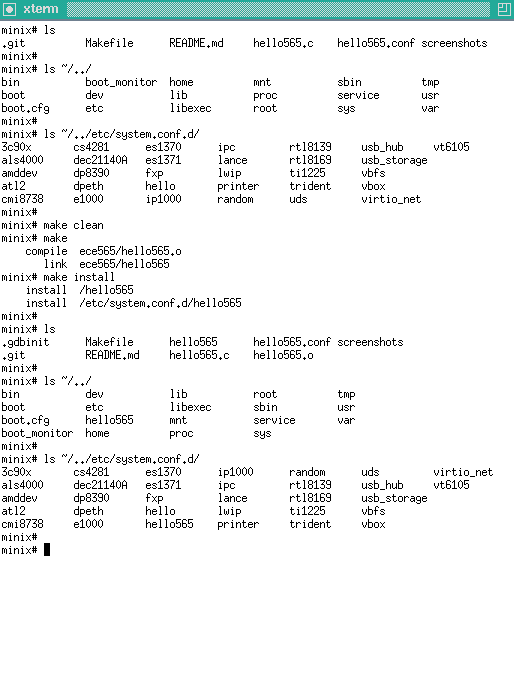 xterm
minix# ls
.git          Makefile      README.md     hello565.c    hello565.conf screenshots
minix#
minix# ls ~/../
bin           boot_monitor  home          mnt           sbin          tmp
boot          dev           lib           proc          service       usr
boot.cfg      etc           libexec       root          sys           var
minix#
minix# ls ~/../etc/system.conf.d/
3c90x       cs4281      es1370      ipc         rtl8139     usb_hub     vt6105
als4000     dec21140A   es1371      lance       rtl8169     usb_storage
amddev      dp8390      fxp         lwip        ti1225      vbfs
atl2        dpeth       hello       printer     trident     vbox
cmi8738     e1000       ip1000      random      uds         virtio_net
minix#
minix# make clean
minix# make
    compile  ece565/hello565.o
       link  ece565/hello565
minix# make install
    install  /hello565
    install  /etc/system.conf.d/hello565
minix#
minix# ls
.gdbinit      Makefile      hello565      hello565.conf screenshots
.git          README.md     hello565.c    hello565.o
minix#
minix# ls ~/../
bin           dev           lib           root          tmp
boot          etc           libexec       sbin          usr
boot.cfg      hello565      mnt           service       var
boot_monitor  home          proc          sys
minix#
minix# ls ~/../etc/system.conf.d/
3c90x       cs4281      es1370      ip1000      random      uds         virtio_net
als4000     dec21140A   es1371      ipc         rtl8139     usb_hub     vt6105
amddev      dp8390      fxp         lance       rtl8169     usb_storage
atl2        dpeth       hello       lwip        ti1225      vbfs
cmi8738     e1000       hello565    printer     trident     vbox
minix#
minix#